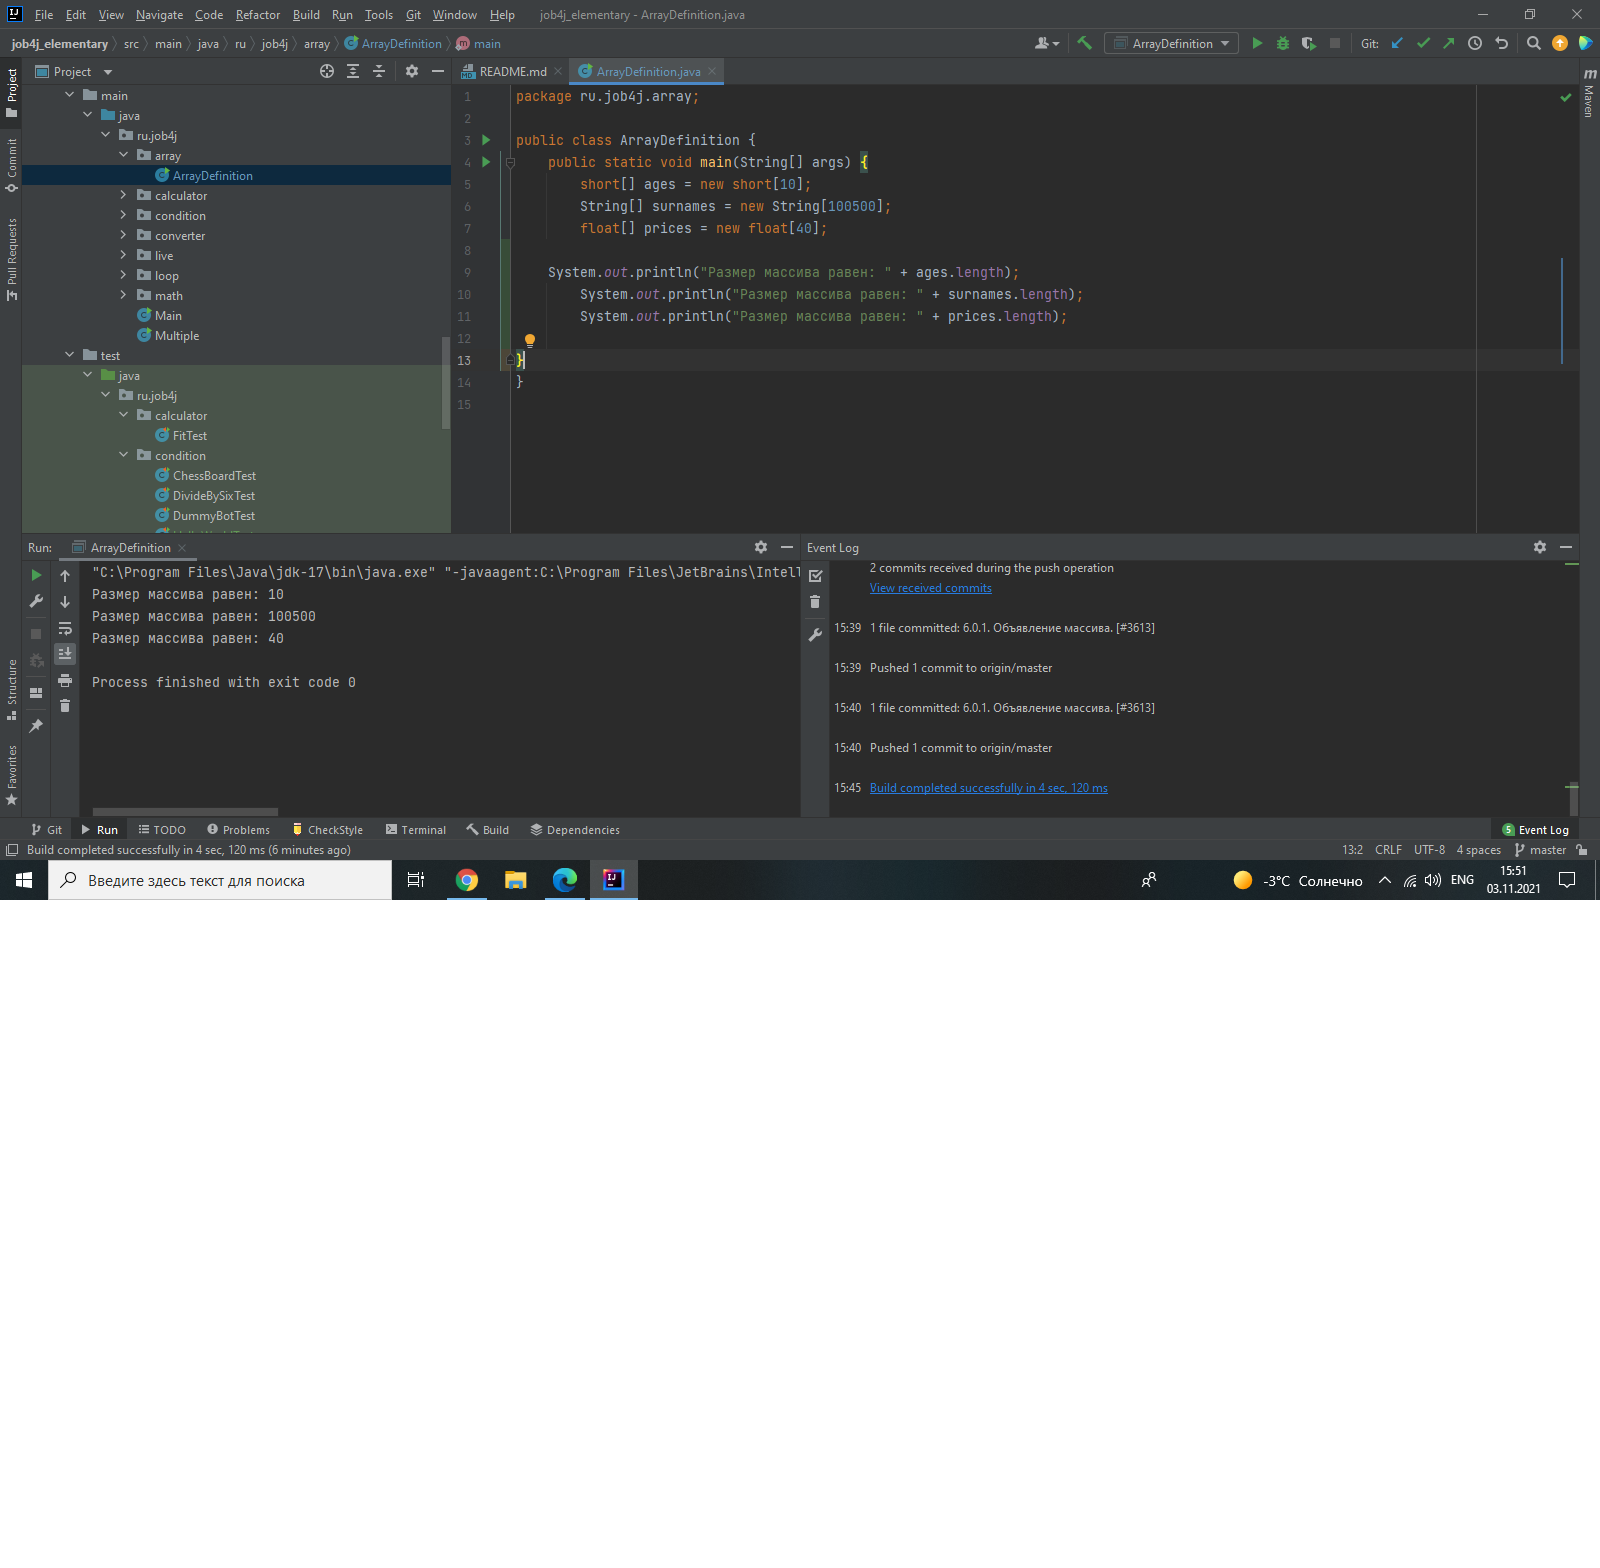 File Edit View Navigate Code Refactor Build Run Tools Git Window Help job4j_elementary - ArrayDefinition.java
job4j_elementary src main java ru job4j array ArrayDefinition main
ArrayDefinition Git:
Project
README.md
ArrayDefinition.java
Project
Commit
Pull Requests
Structure
Favorites
Maven
main
java
ru.job4j
array
ArrayDefinition
calculator
condition
converter
live
loop
math
Main
Multiple
test
java
ru.job4j
calculator
FitTest
condition
ChessBoardTest
DivideBySixTest
DummyBotTest
1 package ru.job4j.array;
2
3 public class ArrayDefinition {
4 public static void main(String[] args) {
5 short[] ages = new short[10];
6 String[] surnames = new String[100500];
7 float[] prices = new float[40];
8
9 System.out.println("Размер массива равен: " + ages.length);
10 System.out.println("Размер массива равен: " + surnames.length);
11 System.out.println("Размер массива равен: " + prices.length);
12
13 }
14 }
15
Run: ArrayDefinition
"C:\Program Files\Java\jdk-17\bin\java.exe" "-javaagent:C:\Program Files\JetBrains\Intel
Размер массива равен: 10
Размер массива равен: 100500
Размер массива равен: 40
Process finished with exit code 0
Event Log
2 commits received during the push operation
View received commits
15:39 1 file committed: 6.0.1. Объявление массива. [#3613]
15:39 Pushed 1 commit to origin/master
15:40 1 file committed: 6.0.1. Объявление массива. [#3613]
15:40 Pushed 1 commit to origin/master
15:45 Build completed successfully in 4 sec, 120 ms
Git Run TODO Problems CheckStyle Terminal Build Dependencies 5 Event Log
Build completed successfully in 4 sec, 120 ms (6 minutes ago) 13:2 CRLF UTF-8 4 spaces master
Введите здесь текст для поиска
-3°C Солнечно
ENG
15:51
03.11.2021